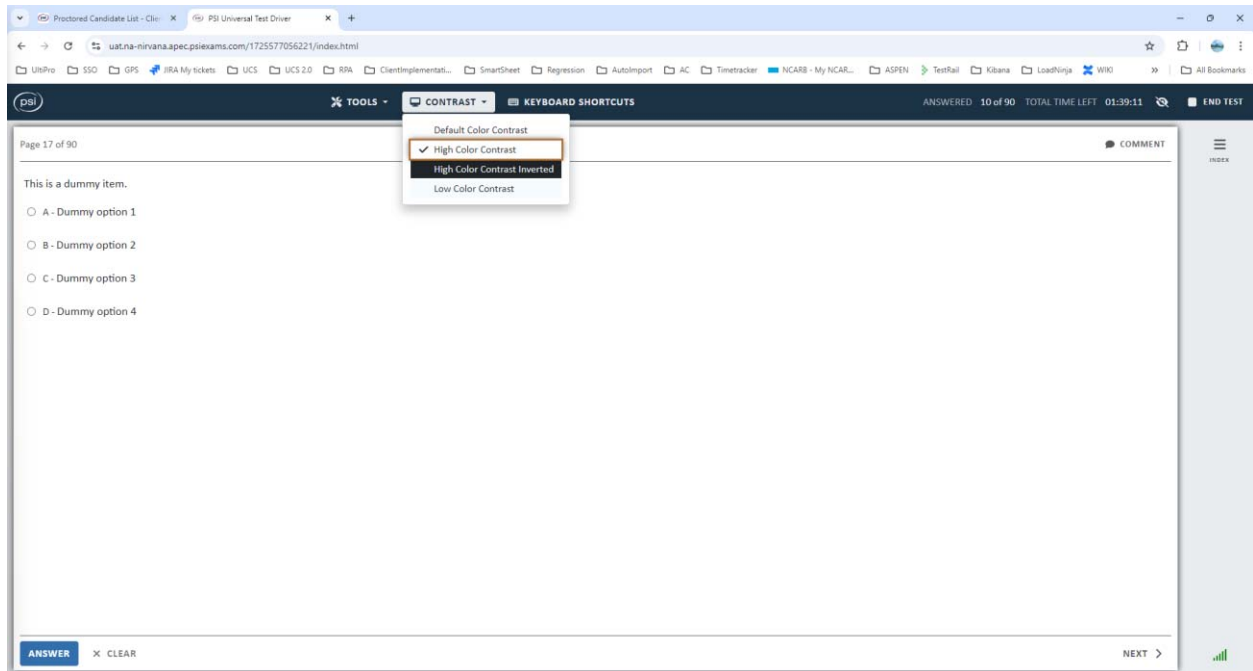 Proctored Candidate List - Clie
PSI Universal Test Driver
uat.na-nirvana.apec.psiexams.com/1725577056221/index.html
UltiPro SSO GPS JIRA My tickets UCS UCS 2.0 RPA ClientImplementati... SmartSheet Regression AutoImport AC Timetracker NCARB - My NCAR... ASPEN TestRail Kibana LoadNinja WIKI » All Bookmarks
psi TOOLS CONTRAST KEYBOARD SHORTCUTS ANSWERED 10 of 90 TOTAL TIME LEFT 01:39:11 END TEST
Default Color Contrast
Page 17 of 90 High Color Contrast COMMENT
INDEX
High Color Contrast Inverted
This is a dummy item. Low Color Contrast
A - Dummy option 1
B - Dummy option 2
C - Dummy option 3
D - Dummy option 4
ANSWER X CLEAR NEXT >